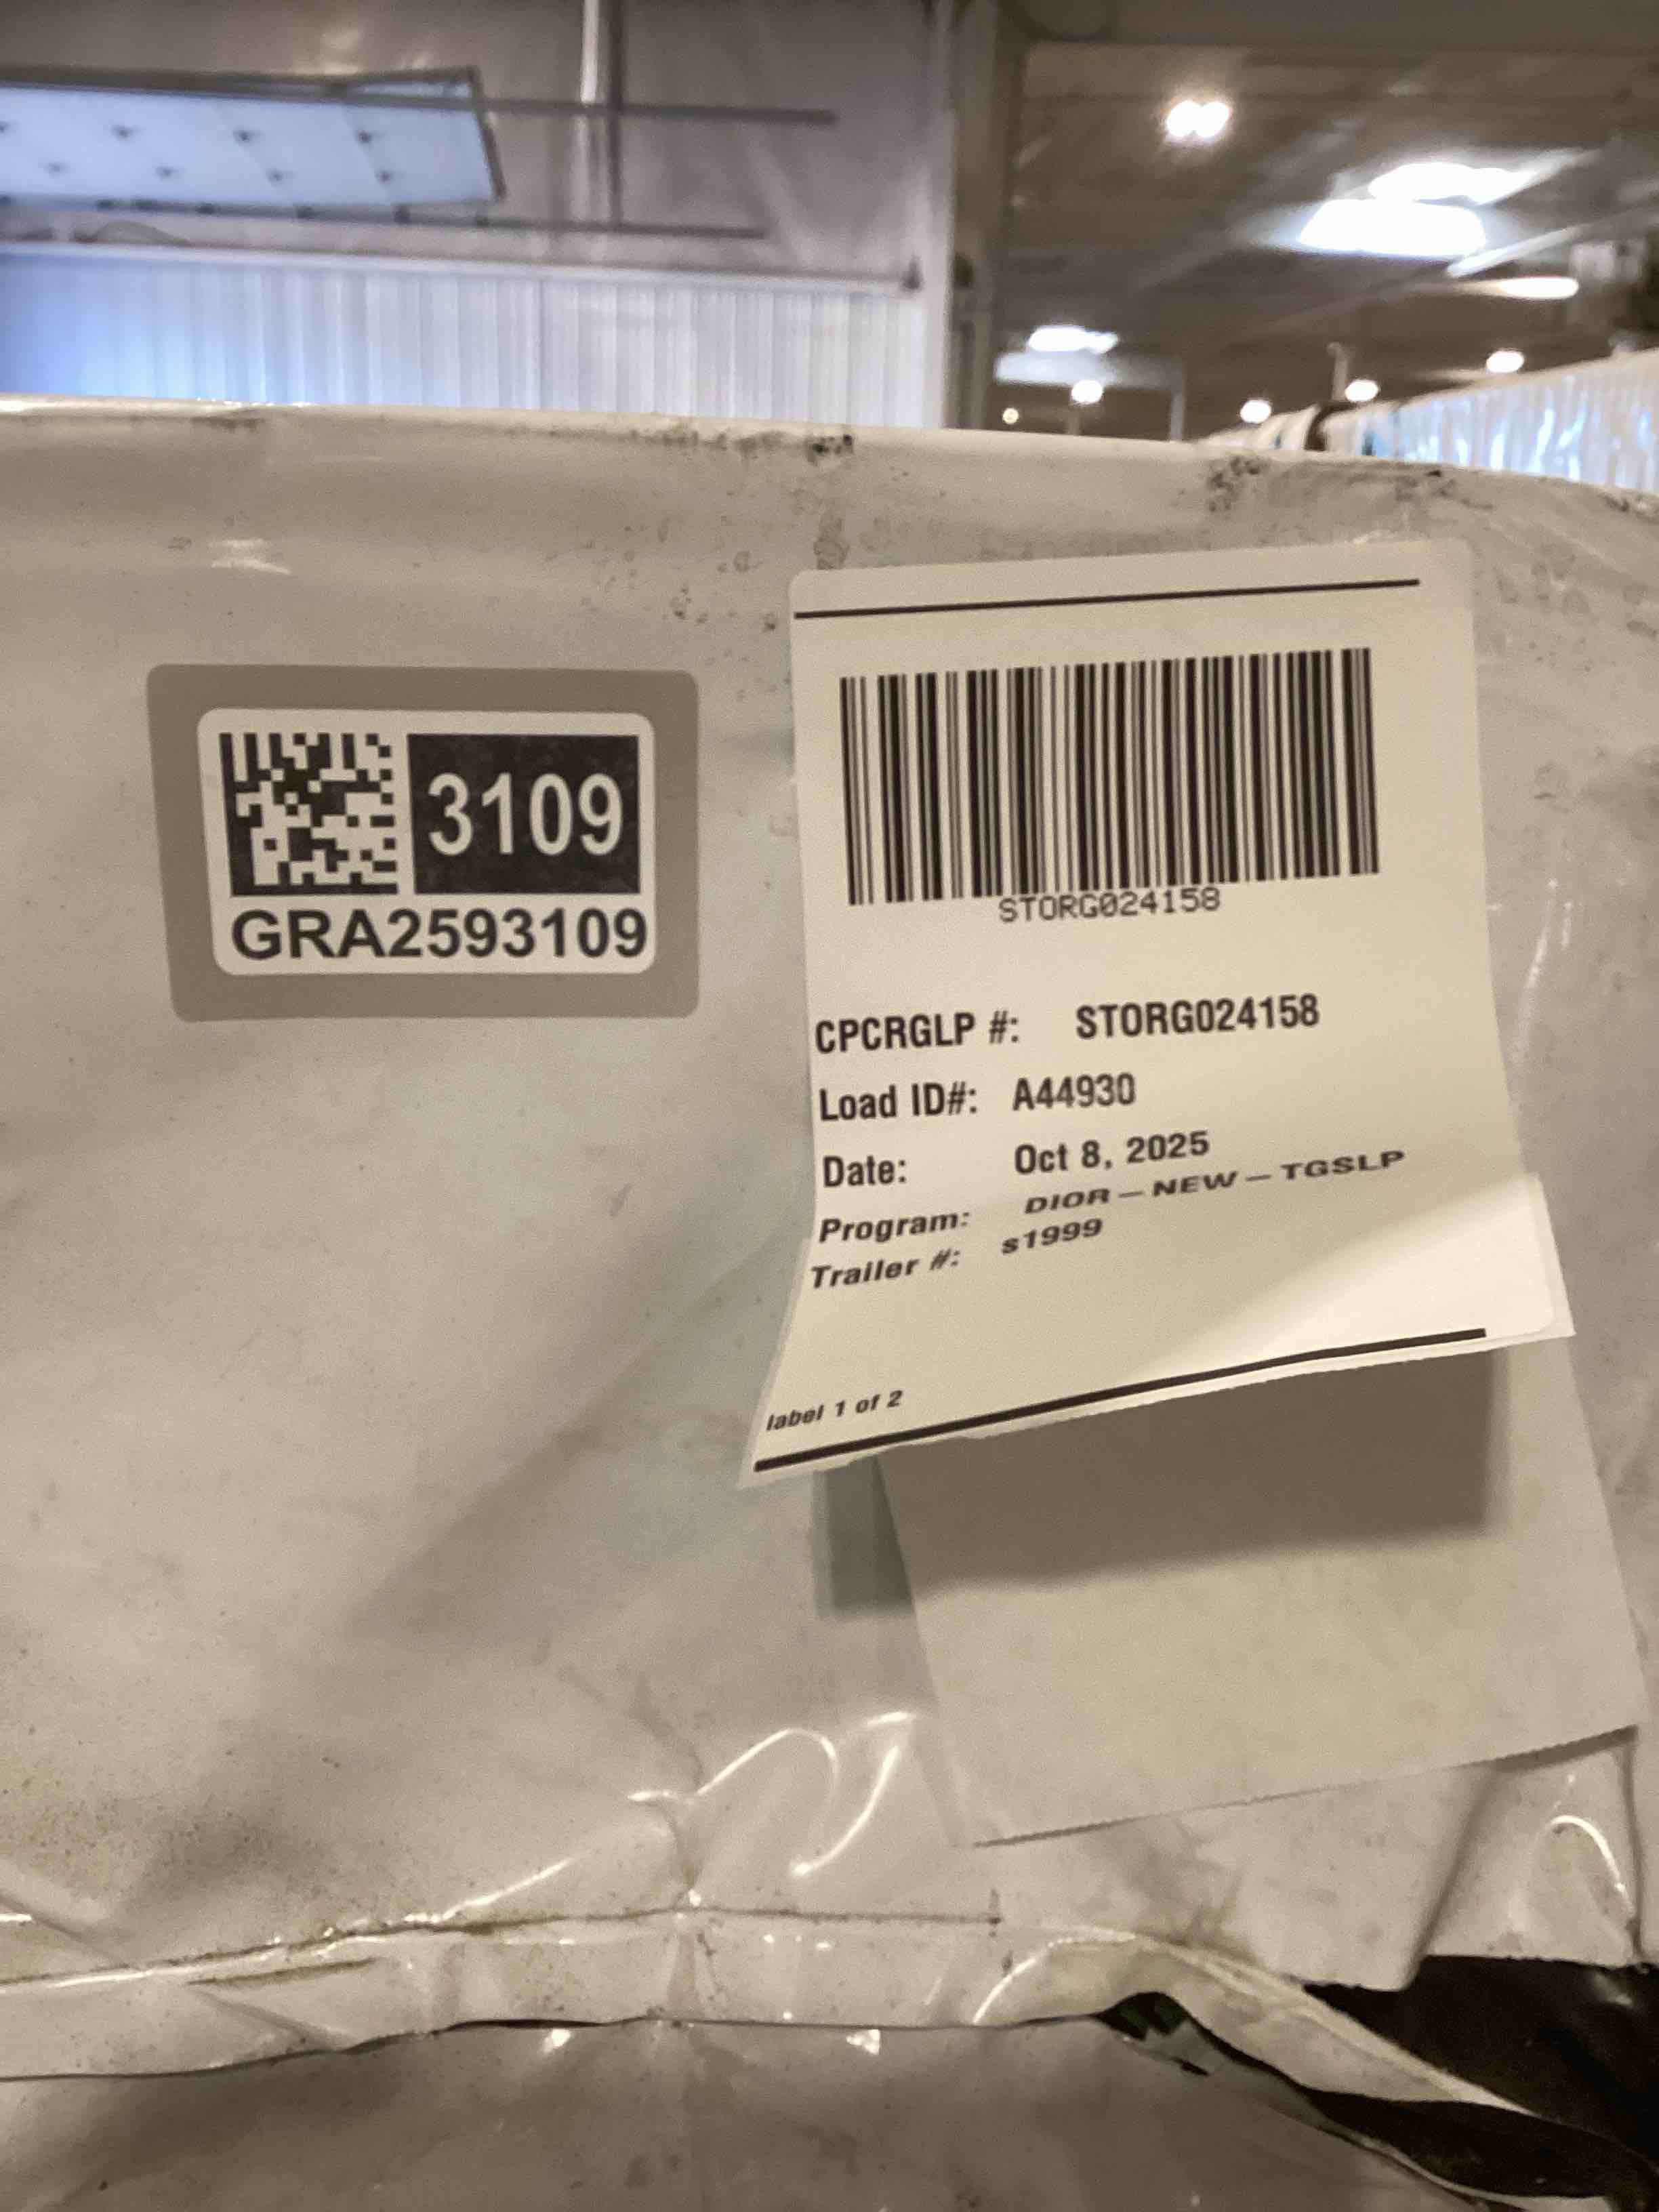 3109
GRA2593109
STORG024158
CPCRGLP #: STORG024158
Load ID#: A44930
Date: Oct 8, 2025
Program: DIOR - NEW - TGSLP
Trailer #: s1999
label 1 of 2